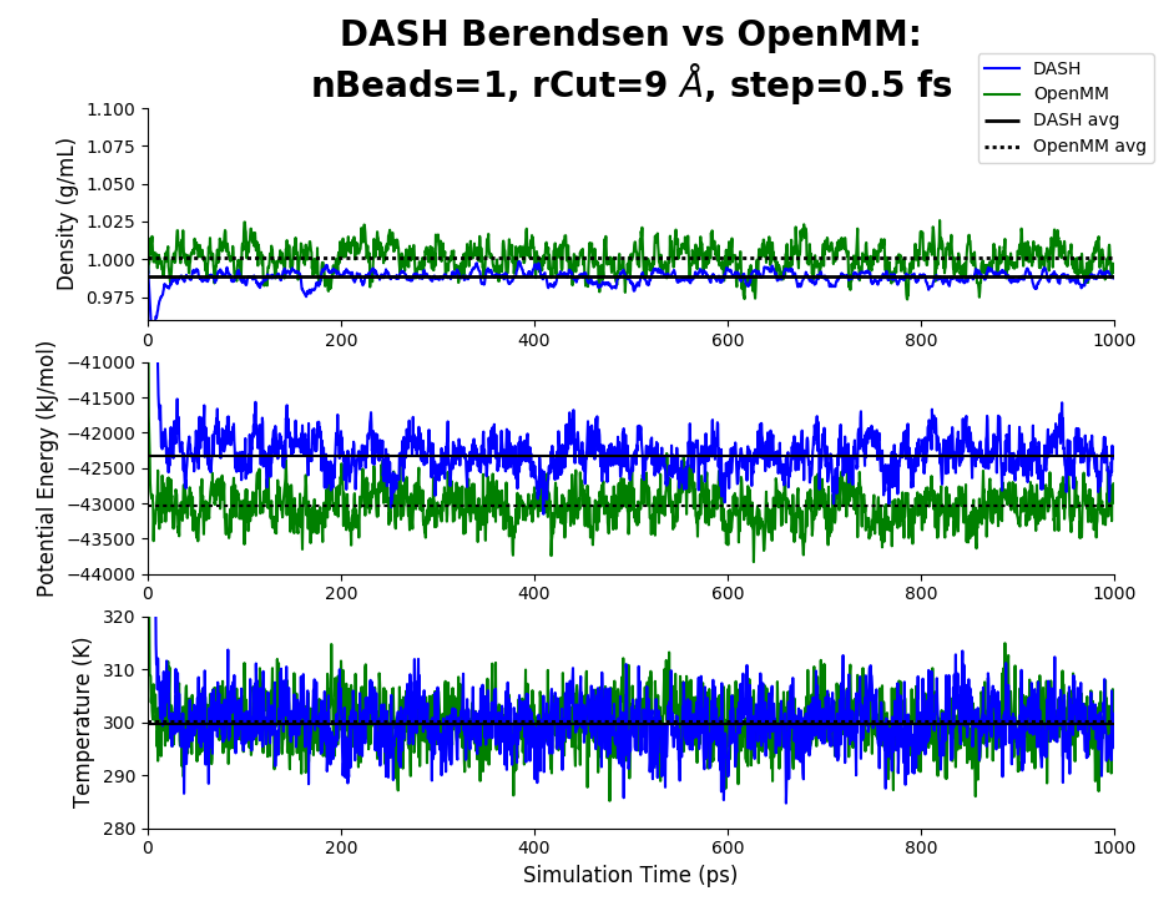 DASH Berendsen vs OpenMM:
nBeads=1, rCut=9 Å, step=0.5 fs
DASH
OpenMM
DASH avg
OpenMM avg
Density (g/mL)
1.100
1.075
1.050
1.025
1.000
0.975
0 200 400 600 800 1000
Potential Energy (kJ/mol)
−41000
−41500
−42000
−42500
−43000
−43500
−44000
0 200 400 600 800 1000
Temperature (K)
320
310
300
290
280
0 200 400 600 800 1000
Simulation Time (ps)